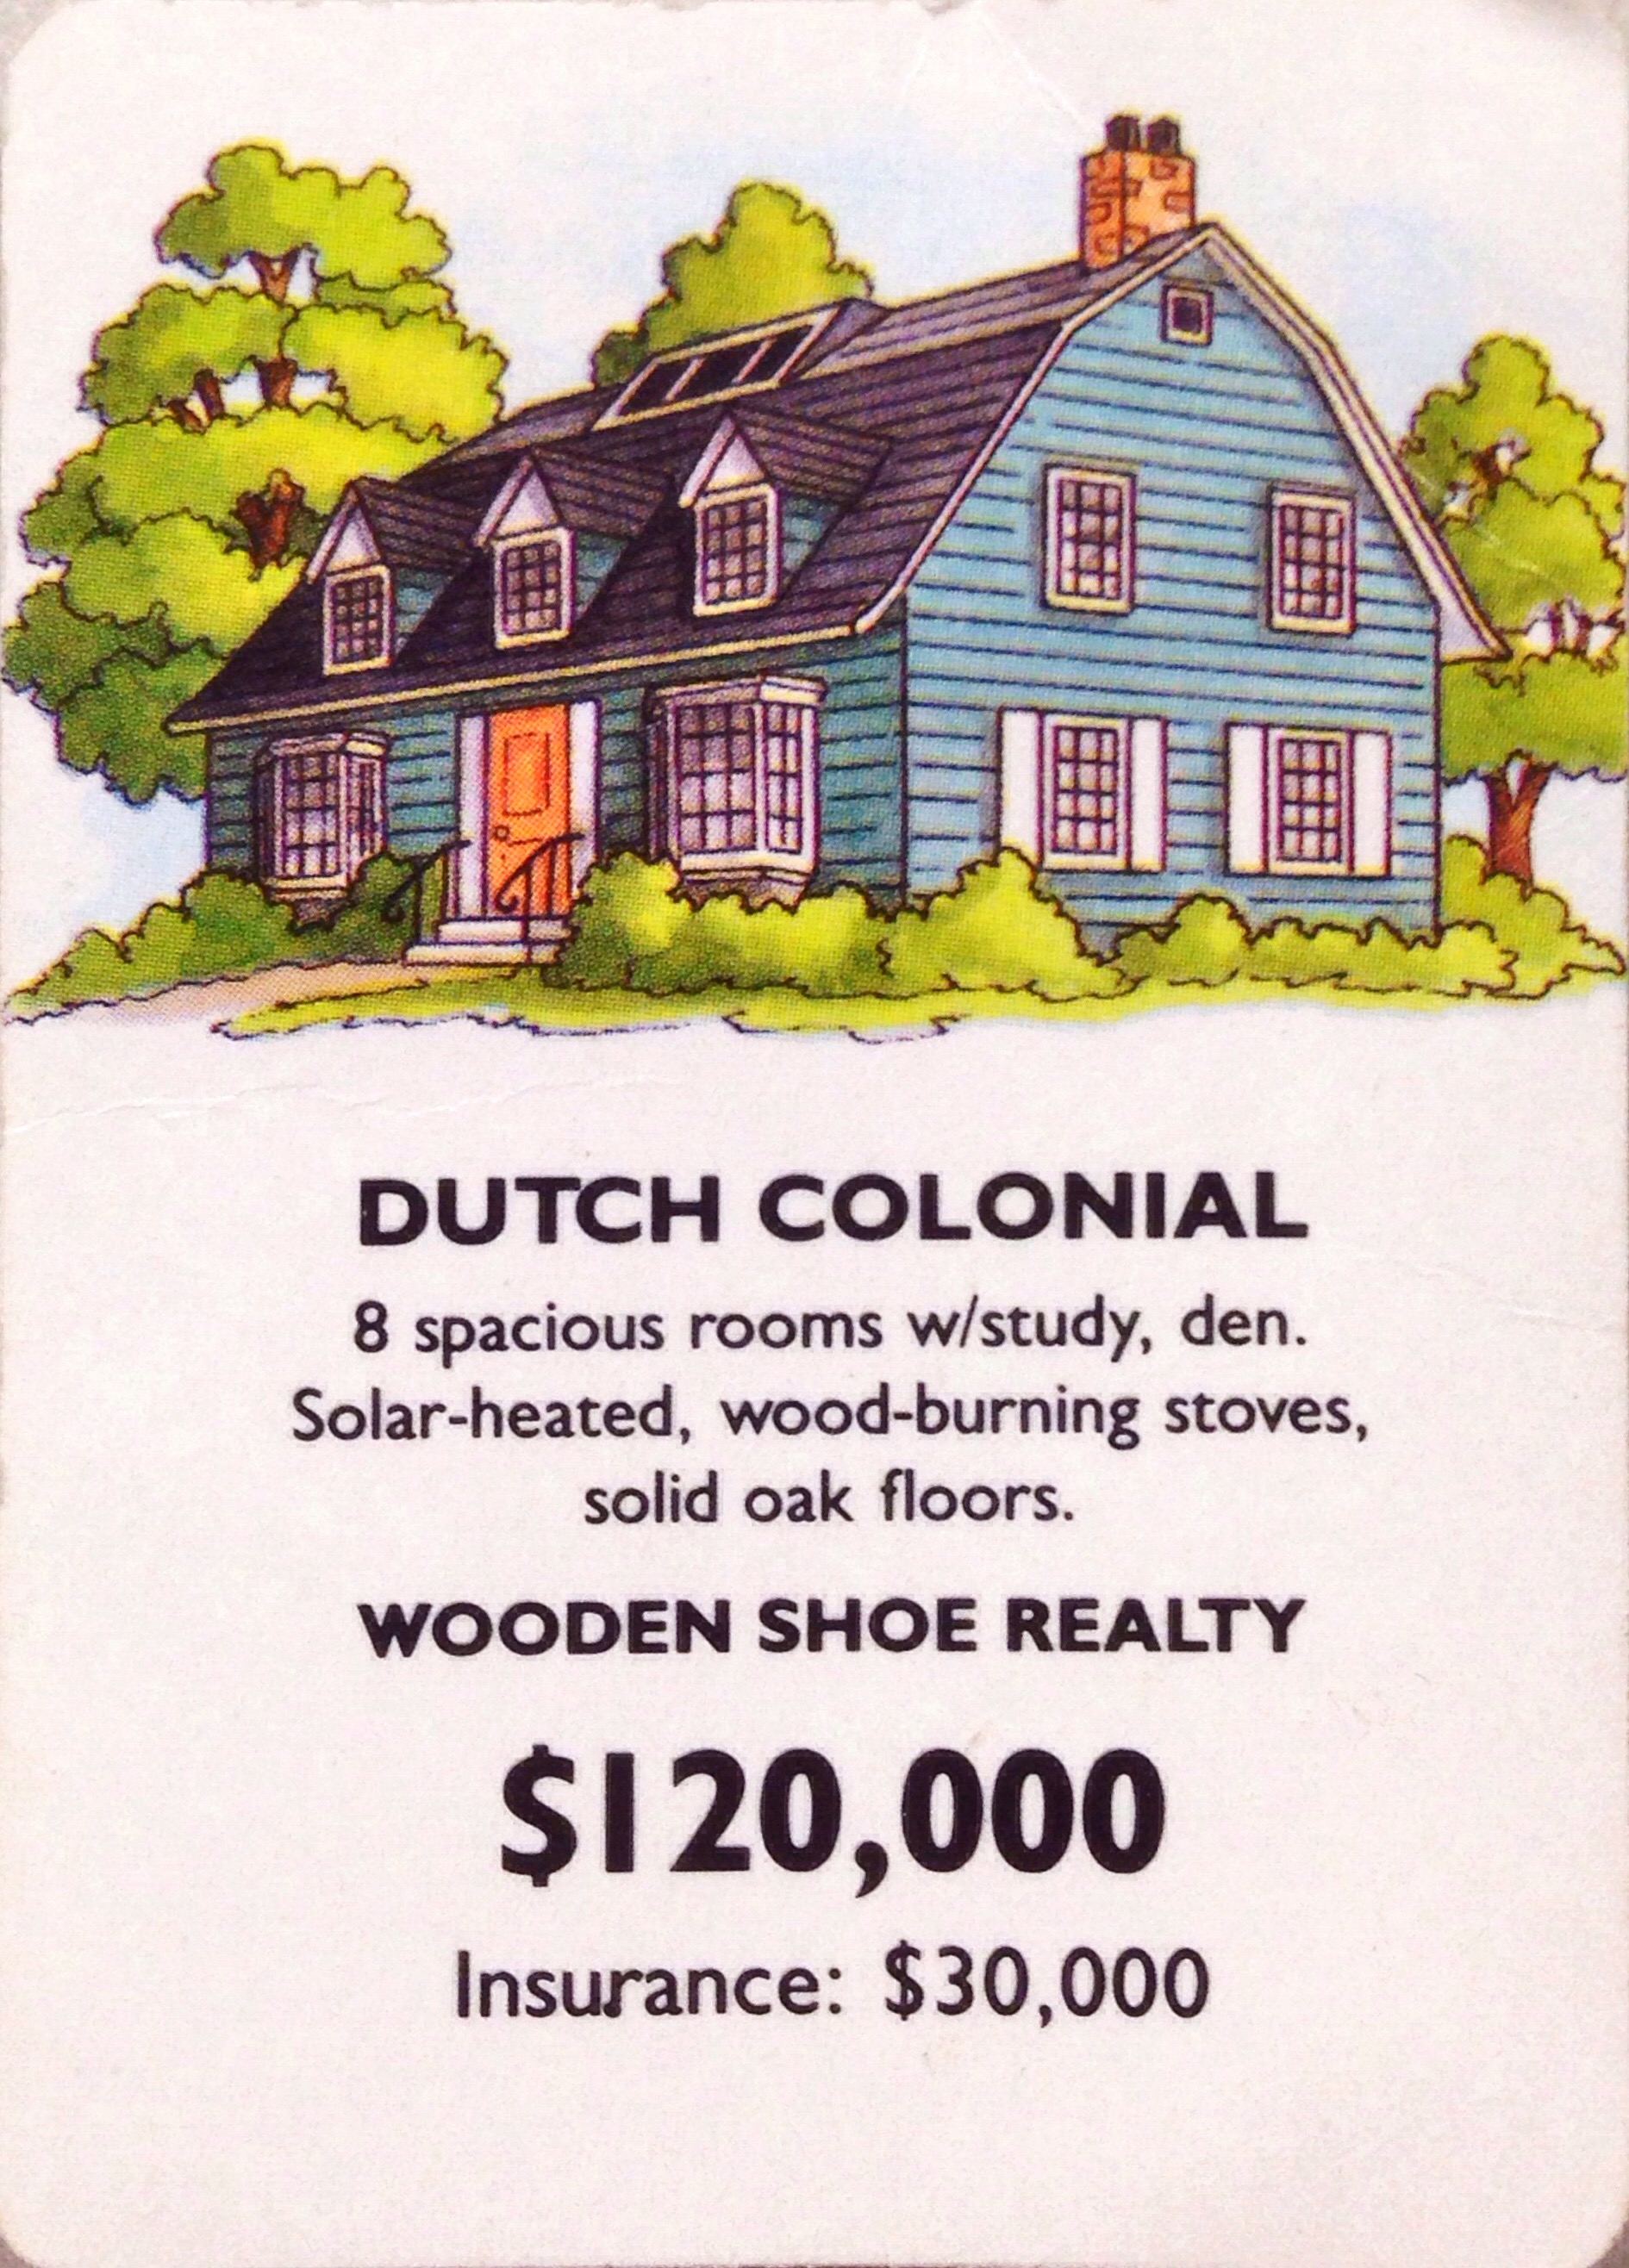 DUTCH COLONIAL
8 spacious rooms w/study, den.
Solar-heated, wood-burning stoves,
solid oak floors.
WOODEN SHOE REALTY
$120,000
Insurance: $30,000